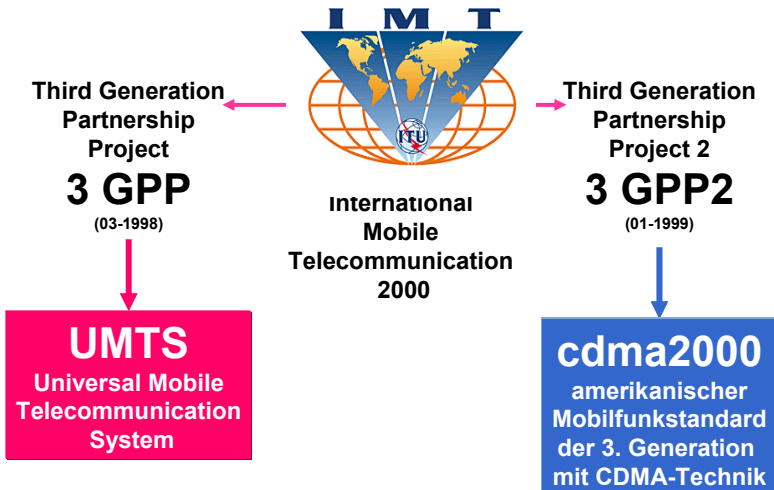 I M T
ITU
Third Generation
Partnership
Project
3 GPP
(03-1998)
International
Mobile
Telecommunication
2000
Third Generation
Partnership
Project 2
3 GPP2
(01-1999)
UMTS
Universal Mobile
Telecommunication
System
cdma2000
amerikanischer
Mobilfunkstandard
der 3. Generation
mit CDMA-Technik